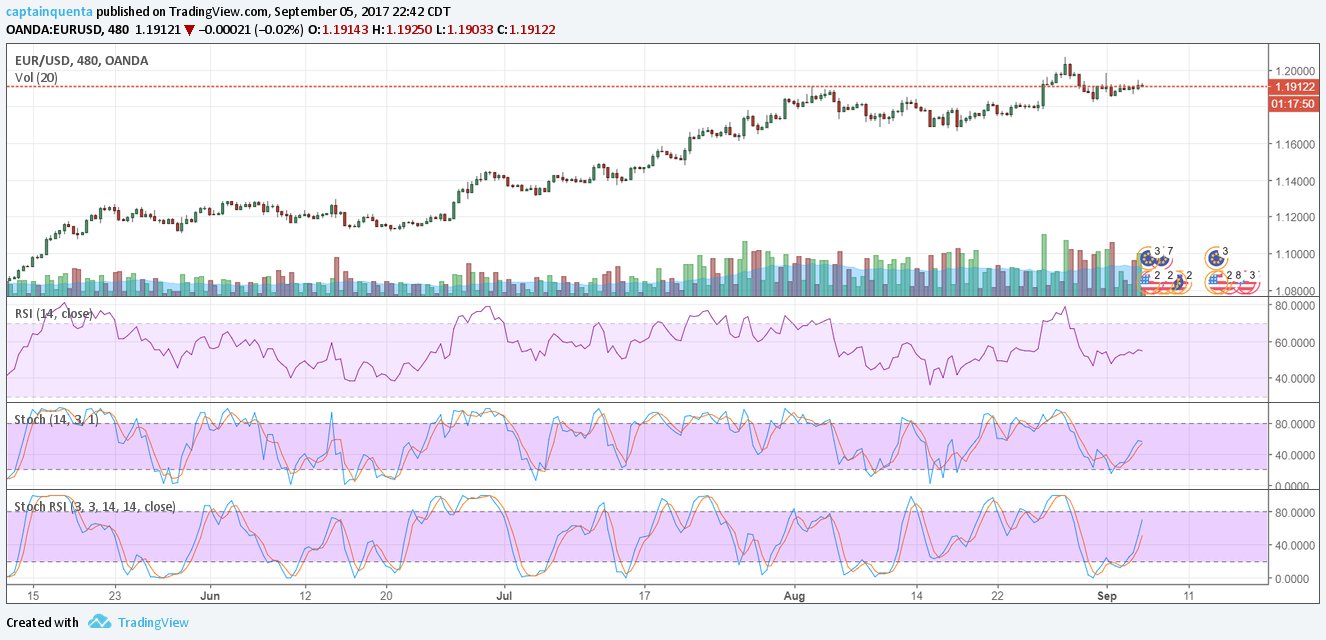 captainquenta published on TradingView.com, September 05, 2017 22:42 CDT
OANDA:EURUSD, 480 1.19121 ▼ −0.00021 (−0.02%) O:1.19143 H:1.19250 L:1.19033 C:1.19122
EUR/USD, 480, OANDA
Vol (20)
1.20000
1.19122
01:17:50
1.16000
1.14000
1.12000
1.10000
1.08000
3 7
3
2 2 2
2 8 3
RSI (14, close)
80.0000
60.0000
40.0000
Stoch (14, 3, 1)
80.0000
40.0000
0.0000
Stoch RSI (3, 3, 14, 14, close)
80.0000
40.0000
0.0000
15 23 Jun 12 20 Jul 17 Aug 14 22 Sep 11
Created with TradingView